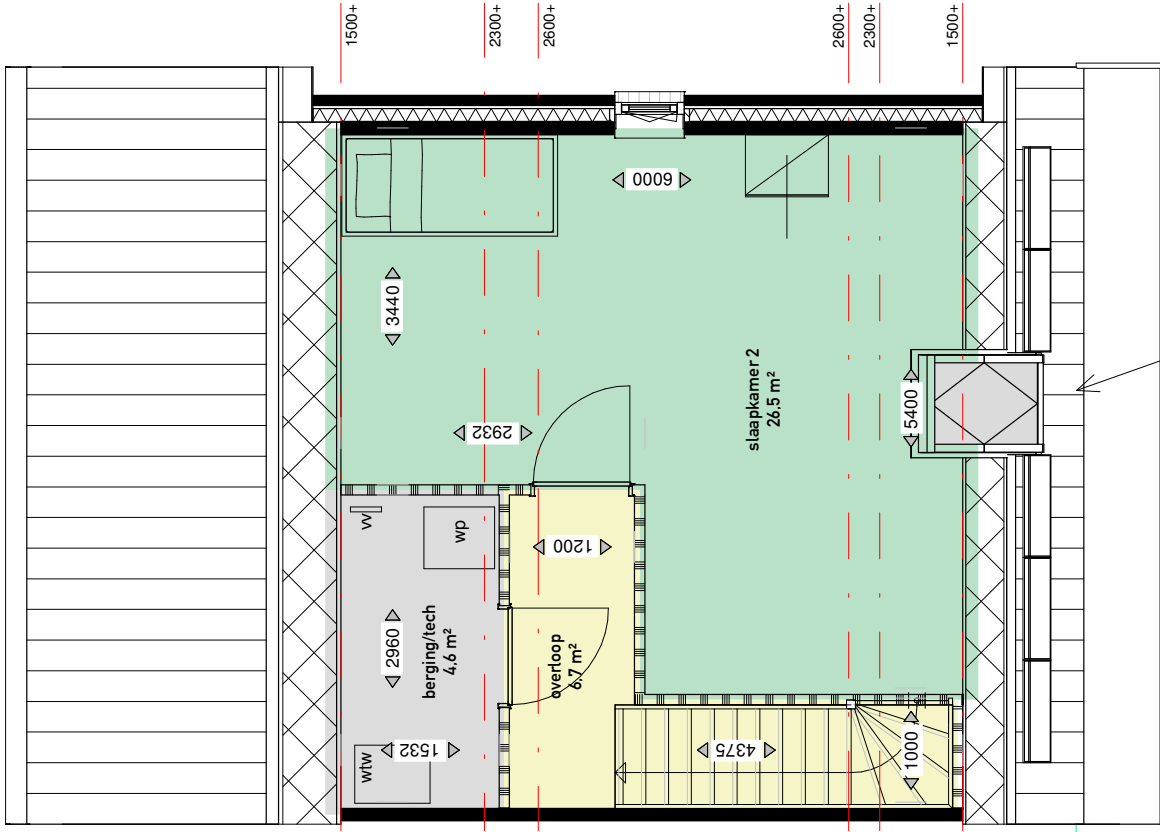 1500+
2300+
2600+
2600+
2300+
1500+
6000
3440
slaapkamer 2
26.5 m²
5400
2932
vv
wp
1200
2960
berging/tech
4.6 m²
overloop
6.7 m²
wtw
1532
4375
1000